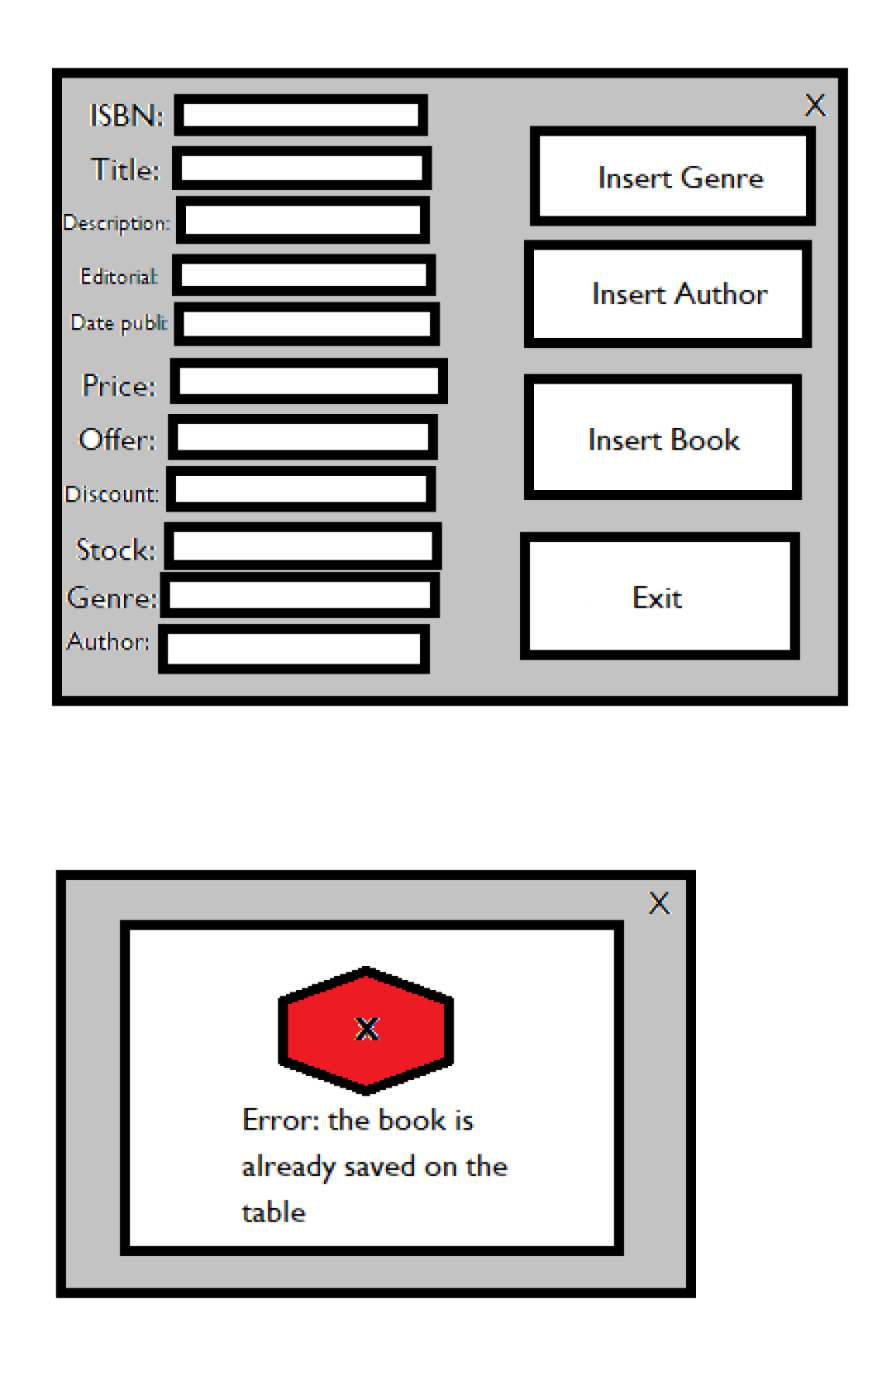 X
ISBN:
Title:
Description:
Editorial:
Date publi:
Price:
Offer:
Discount:
Stock:
Genre:
Author:
Insert Genre
Insert Author
Insert Book
Exit
X
X
Error: the book is
already saved on the
table